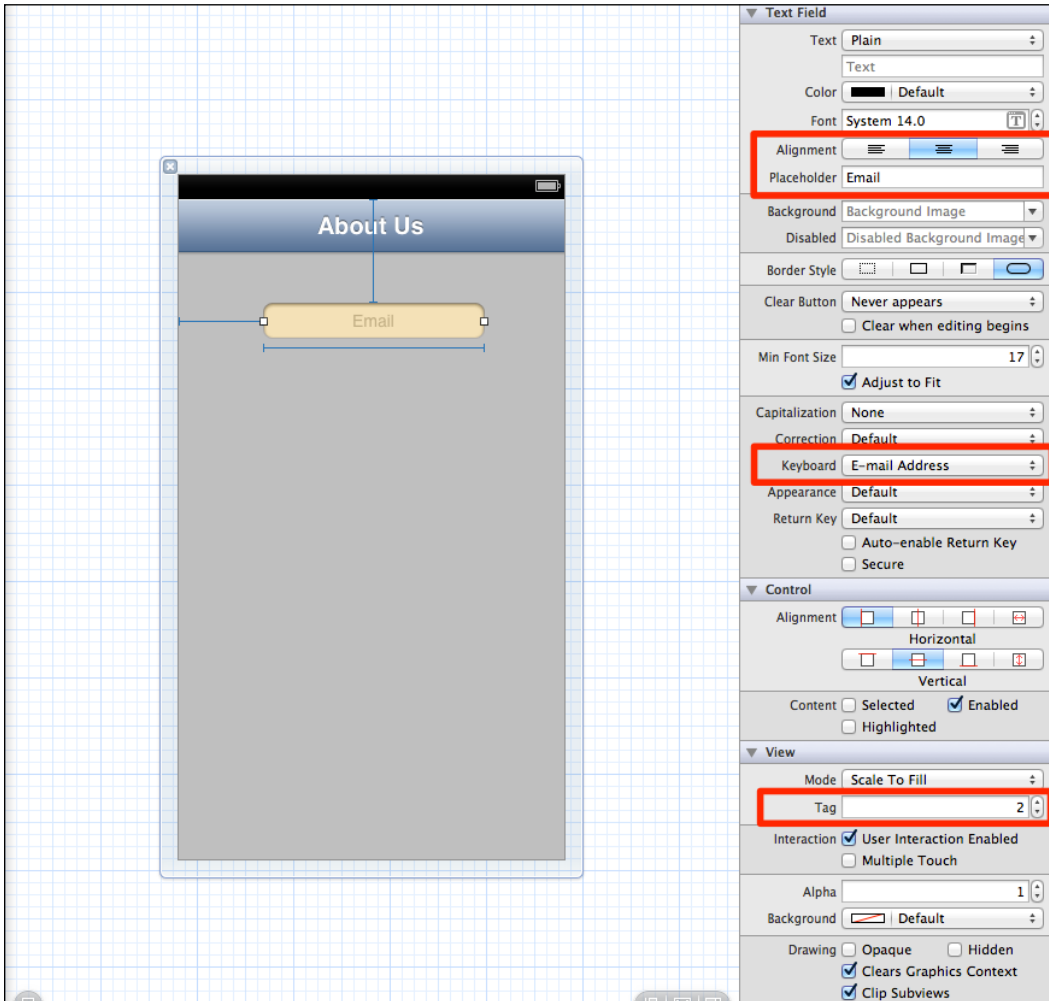 About Us
Email
Text Field
Text Plain
Text
Color Default
Font System 14.0 T
Alignment
Placeholder Email
Background Background Image
Disabled Disabled Background Image
Border Style
Clear Button Never appears
Clear when editing begins
Min Font Size 17
Adjust to Fit
Capitalization None
Correction Default
Keyboard E-mail Address
Appearance Default
Return Key Default
Auto-enable Return Key
Secure
Control
Alignment
Horizontal
Vertical
Content Selected Enabled
Highlighted
View
Mode Scale To Fill
Tag 2
Interaction User Interaction Enabled
Multiple Touch
Alpha 1
Background Default
Drawing Opaque Hidden
Clears Graphics Context
Clip Subviews